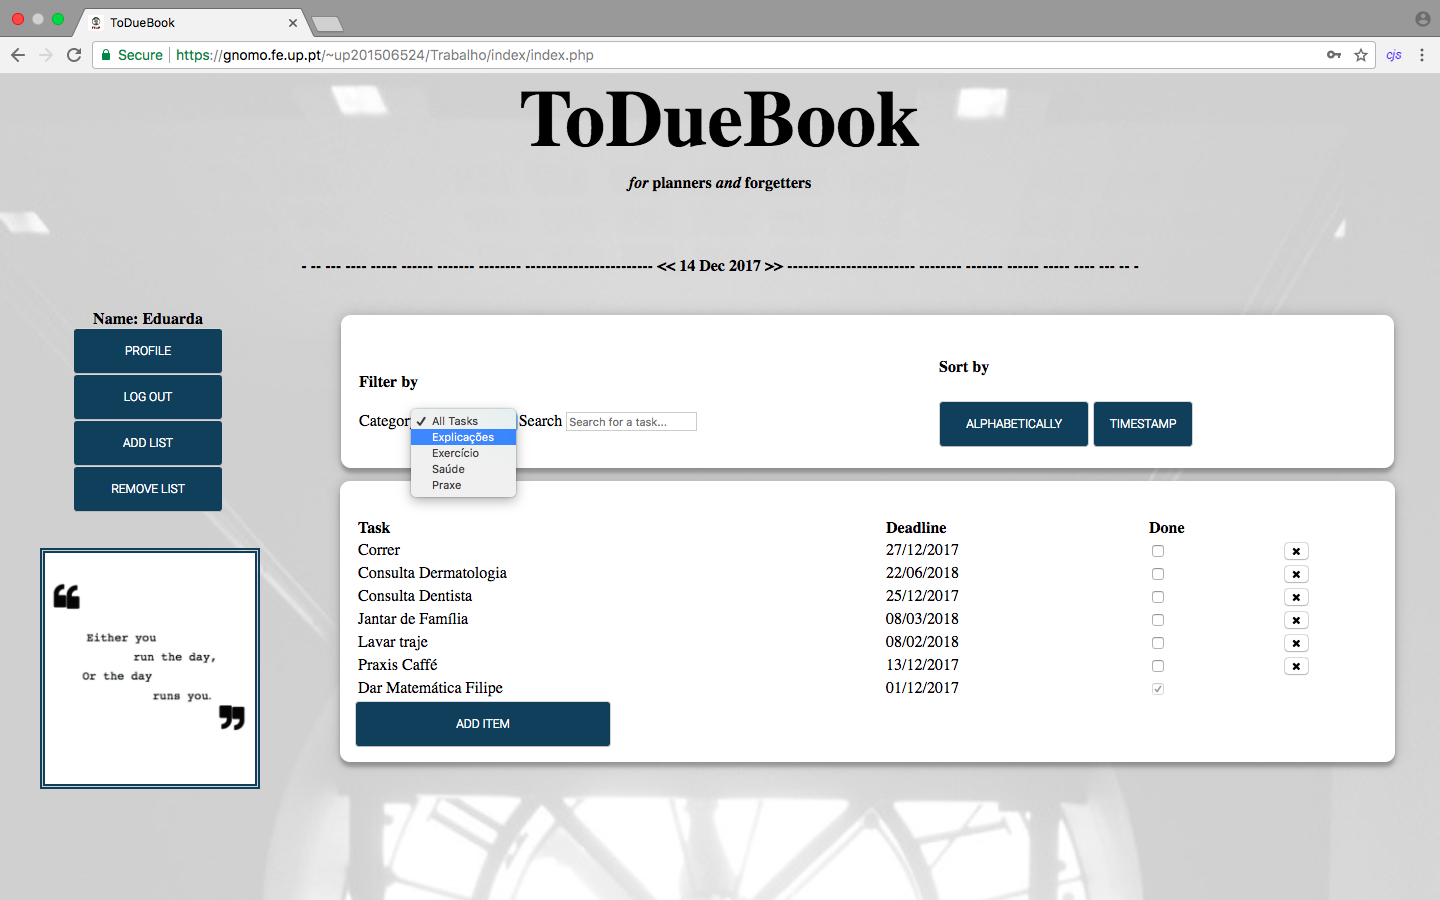 ToDueBook
Secure https://gnomo.fe.up.pt/~up201506524/Trabalho/index/index.php cjs
ToDueBook
for planners and forgetters
- -- --- ---- ----- ------ ------- -------- ------------------------ << 14 Dec 2017 >> ------------------------ -------- ------- ------ ----- ---- --- -- -
Name: Eduarda
PROFILE
LOG OUT
ADD LIST
REMOVE LIST
Either you
run the day,
Or the day
runs you.
Filter by
Category All Tasks Search Search for a task...
Explicações
Exercício
Saúde
Praxe
Sort by
ALPHABETICALLY TIMESTAMP
Task Deadline Done
Correr 27/12/2017
Consulta Dermatologia 22/06/2018
Consulta Dentista 25/12/2017
Jantar de Família 08/03/2018
Lavar traje 08/02/2018
Praxis Caffé 13/12/2017
Dar Matemática Filipe 01/12/2017
ADD ITEM